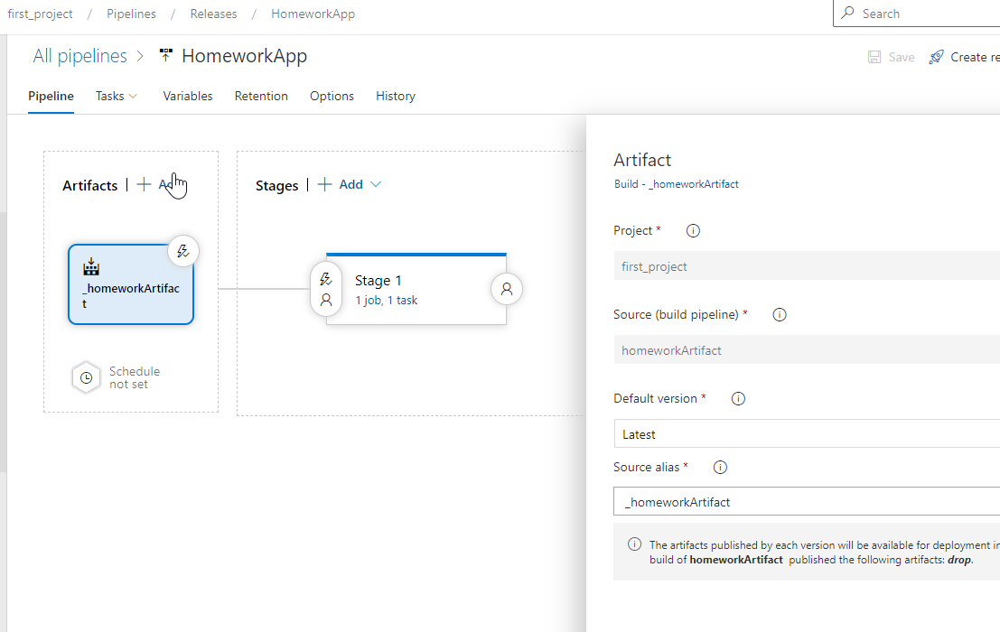 first_project / Pipelines / Releases / HomeworkApp
Search
All pipelines > HomeworkApp
Save Create re
Pipeline Tasks Variables Retention Options History
Artifacts | + Ad
Stages | + Add
_homeworkArtifac
t
Schedule
not set
Stage 1
1 job, 1 task
Artifact
Build - _homeworkArtifact
Project *
first_project
Source (build pipeline) *
homeworkArtifact
Default version *
Latest
Source alias *
_homeworkArtifact
The artifacts published by each version will be available for deployment in
build of homeworkArtifact published the following artifacts: drop.